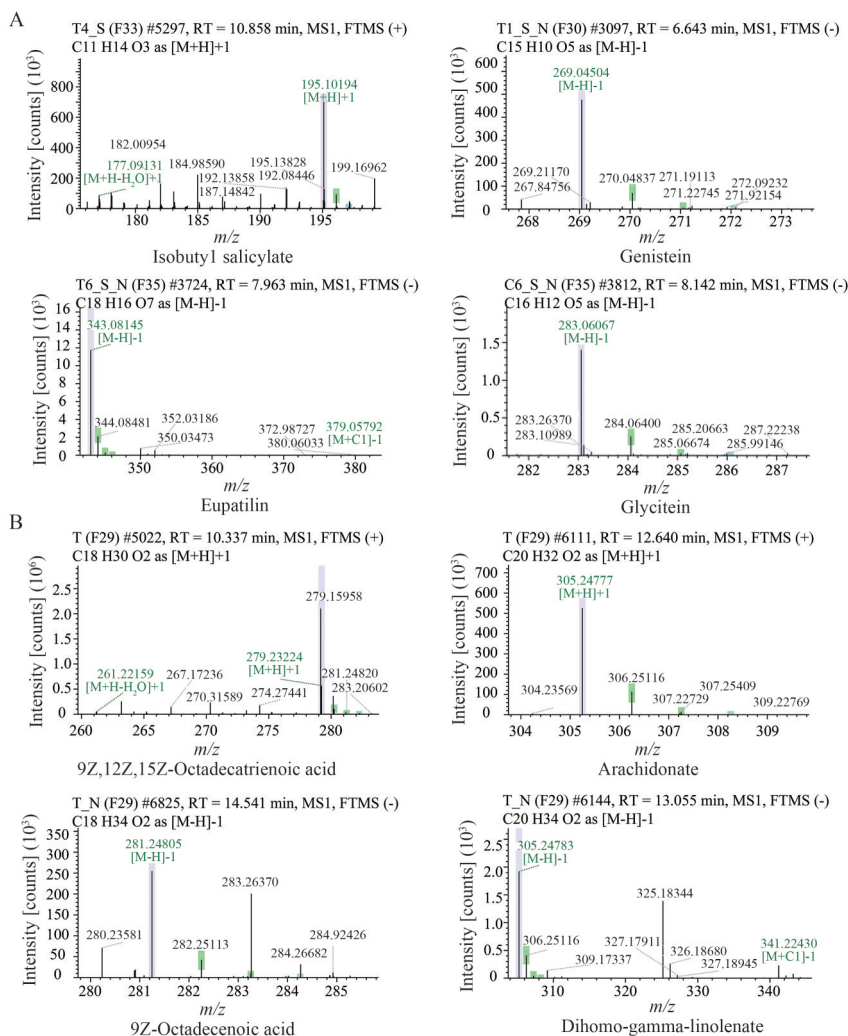 A
T4_S (F33) #5297, RT = 10.858 min, MS1, FTMS (+)
C11 H14 O3 as [M+H]+1
Intensity [counts] (10³)
800
600
400
200
0
195.10194
[M+H]+1
182.00954
177.09131
[M+H-H₂O]+1
184.98590
195.13828
192.13858
192.08446
187.14842
199.16962
180
185
190
195
m/z
Isobuty1 salicylate
T1_S_N (F30) #3097, RT = 6.643 min, MS1, FTMS (-)
C15 H10 O5 as [M-H]-1
Intensity [counts] (10³)
600
500
400
300
200
100
0
269.04504
[M-H]-1
269.21170
267.84756
270.04837
271.19113
271.22745
272.09232
271.92154
268
269
270
271
272
273
m/z
Genistein
T6_S_N (F35) #3724, RT = 7.963 min, MS1, FTMS (-)
C18 H16 O7 as [M-H]-1
Intensity [counts] (10³)
16
14
12
10
8
6
4
2
0
343.08145
[M-H]-1
344.08481
352.03186
350.03473
372.98727
380.06033
379.05792
[M+C1]-1
350
360
370
380
m/z
Eupatilin
C6_S_N (F35) #3812, RT = 8.142 min, MS1, FTMS (-)
C16 H12 O5 as [M-H]-1
Intensity [counts] (10³)
1.5
1.0
0.5
0
283.06067
[M-H]-1
283.26370
283.10989
284.06400
285.20663
285.06674
287.22238
285.99146
282
283
284
285
286
287
m/z
Glycitein
B
T (F29) #5022, RT = 10.337 min, MS1, FTMS (+)
C18 H30 O2 as [M+H]+1
Intensity [counts] (10⁶)
2.5
2.0
1.5
1.0
0.5
0
279.15958
279.23224
[M+H]+1
261.22159
[M+H-H₂O]+1
267.17236
270.31589
274.27441
281.24820
283.20602
260
265
270
275
280
m/z
9Z,12Z,15Z-Octadecatrienoic acid
T (F29) #6111, RT = 12.640 min, MS1, FTMS (+)
C20 H32 O2 as [M+H]+1
Intensity [counts] (10³)
700
600
500
400
300
200
100
0
305.24777
[M+H]+1
304.23569
306.25116
307.22729
307.25409
309.22769
304
305
306
307
308
309
m/z
Arachidonate
T_N (F29) #6825, RT = 14.541 min, MS1, FTMS (-)
C18 H34 O2 as [M-H]-1
Intensity [counts] (10³)
350
300
250
200
150
100
50
0
281.24805
[M-H]-1
280.23581
282.25113
283.26370
284.26682
284.92426
280
281
282
283
284
285
m/z
9Z-Octadecenoic acid
T_N (F29) #6144, RT = 13.055 min, MS1, FTMS (-)
C20 H34 O2 as [M-H]-1
Intensity [counts] (10³)
2.5
2.0
1.5
1.0
0.5
0
305.24783
[M-H]-1
306.25116
309.17337
325.18344
327.17911
326.18680
327.18945
341.22430
[M+C1]-1
310
320
330
340
m/z
Dihomo-gamma-linolenate